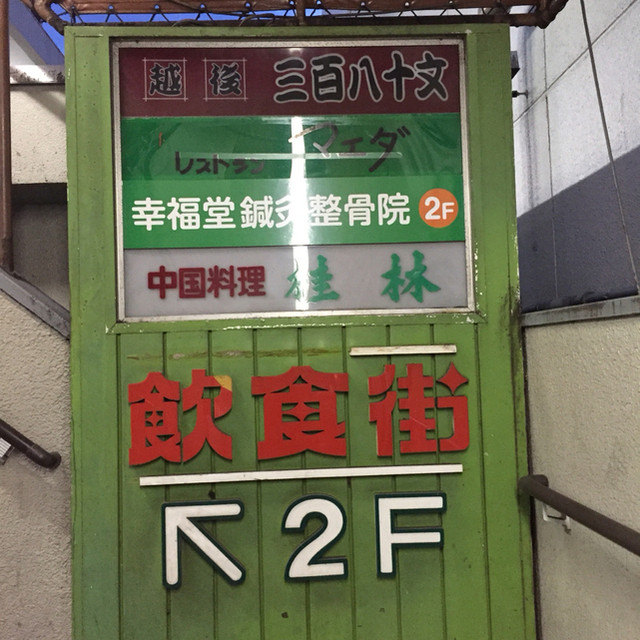 越後 三百八十文
レストラン マエダ
幸福堂鍼灸整骨院 2F
中国料理 桂林
飲食街
↖2F